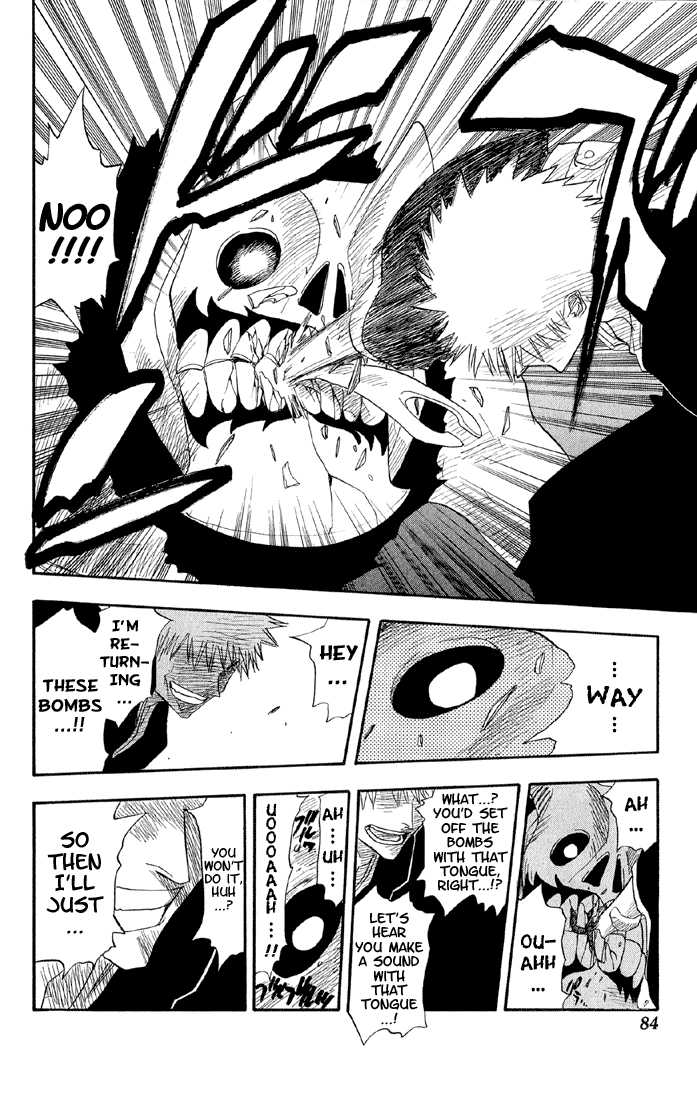 NOO
!!!!
⋮
WAY
⋮
HEY
...
I'M
RE-
TURN-
ING
...
THESE
BOMBS
...!!
AH
...
OU-
AHH
...
WHAT...?
YOU'D SET
OFF THE
BOMBS
WITH THAT
TONGUE,
RIGHT...!?
LET'S
HEAR
YOU MAKE
A SOUND
WITH
THAT
TONGUE
...!
AH ... UH ...
UOOOAAAH ... !!
YOU
WON'T
DO IT,
HUH
...?
SO
THEN
I'LL
JUST
...
84